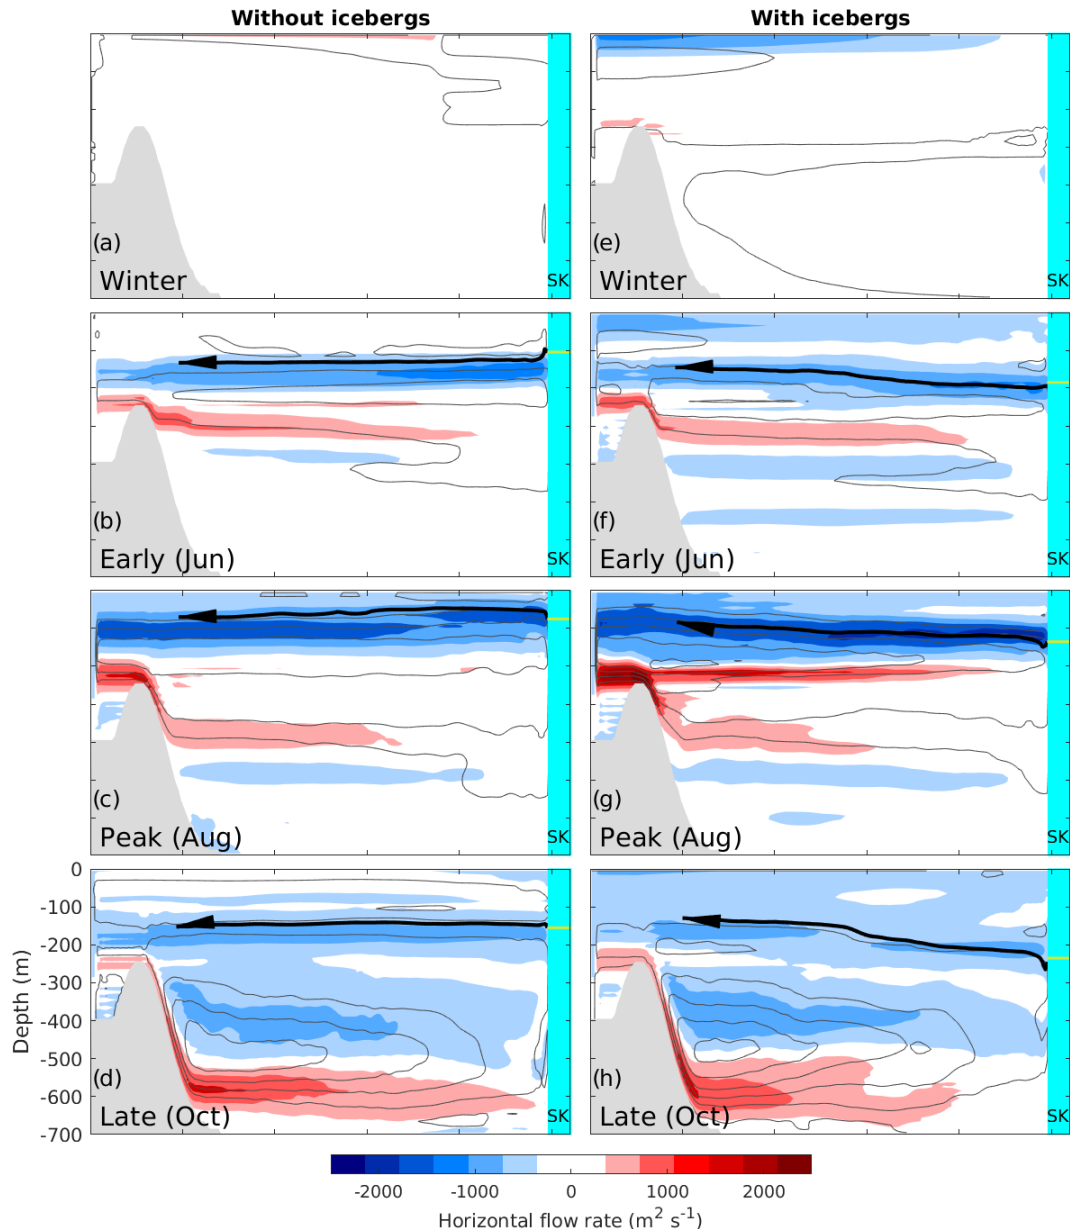 Without icebergs
With icebergs
(a)
Winter
SK
(e)
Winter
SK
(b)
Early (Jun)
SK
(f)
Early (Jun)
SK
(c)
Peak (Aug)
SK
(g)
Peak (Aug)
SK
0
-100
-200
-300
-400
-500
-600
-700
Depth (m)
(d)
Late (Oct)
SK
(h)
Late (Oct)
SK
-2000 -1000 0 1000 2000
Horizontal flow rate (m² s⁻¹)